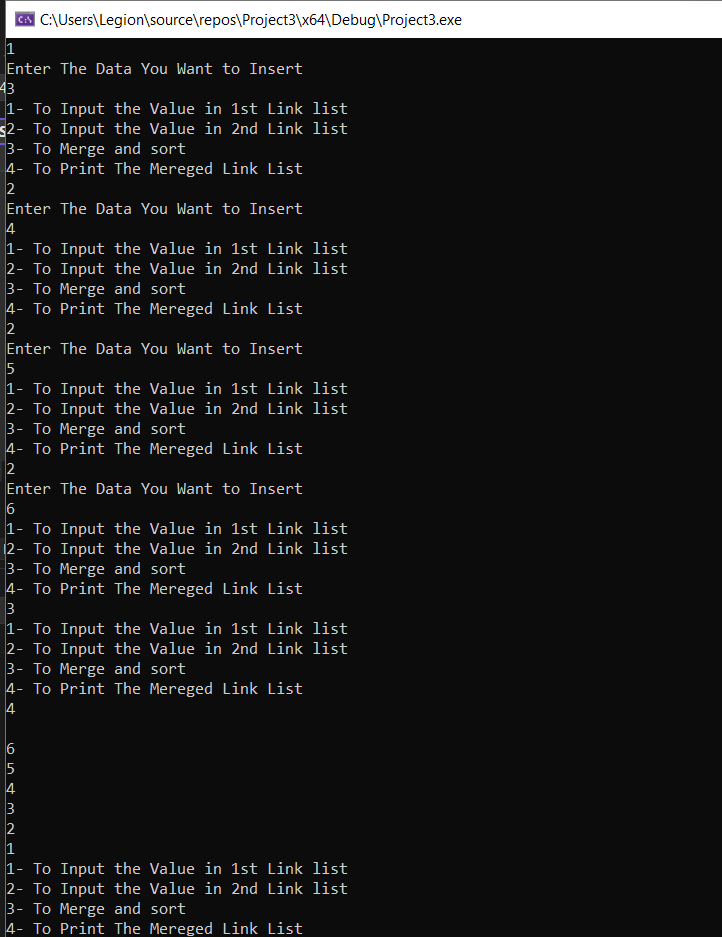 C:\Users\Legion\source\repos\Project3\x64\Debug\Project3.exe
1
Enter The Data You Want to Insert
3
1- To Input the Value in 1st Link list
2- To Input the Value in 2nd Link list
3- To Merge and sort
4- To Print The Mereged Link List
2
Enter The Data You Want to Insert
4
1- To Input the Value in 1st Link list
2- To Input the Value in 2nd Link list
3- To Merge and sort
4- To Print The Mereged Link List
2
Enter The Data You Want to Insert
5
1- To Input the Value in 1st Link list
2- To Input the Value in 2nd Link list
3- To Merge and sort
4- To Print The Mereged Link List
2
Enter The Data You Want to Insert
6
1- To Input the Value in 1st Link list
2- To Input the Value in 2nd Link list
3- To Merge and sort
4- To Print The Mereged Link List
3
1- To Input the Value in 1st Link list
2- To Input the Value in 2nd Link list
3- To Merge and sort
4- To Print The Mereged Link List
4
6
5
4
3
2
1
1- To Input the Value in 1st Link list
2- To Input the Value in 2nd Link list
3- To Merge and sort
4- To Print The Mereged Link List